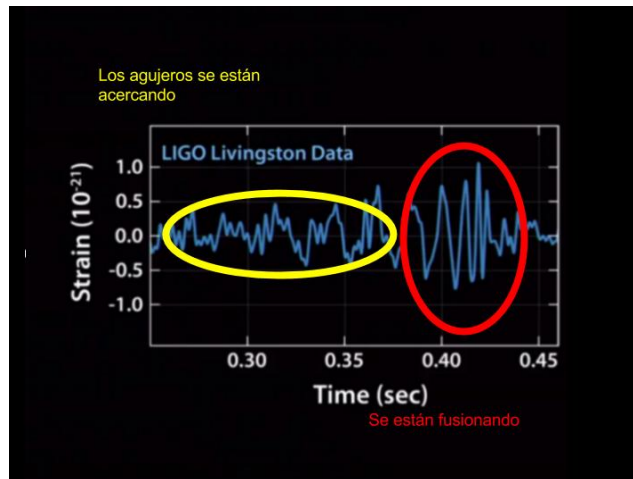 Los agujeros se están
acercando
LIGO Livingston Data
Strain (10⁻²¹)
1.0
0.5
0.0
-0.5
-1.0
0.30 0.35 0.40 0.45
Time (sec)
Se están fusionando